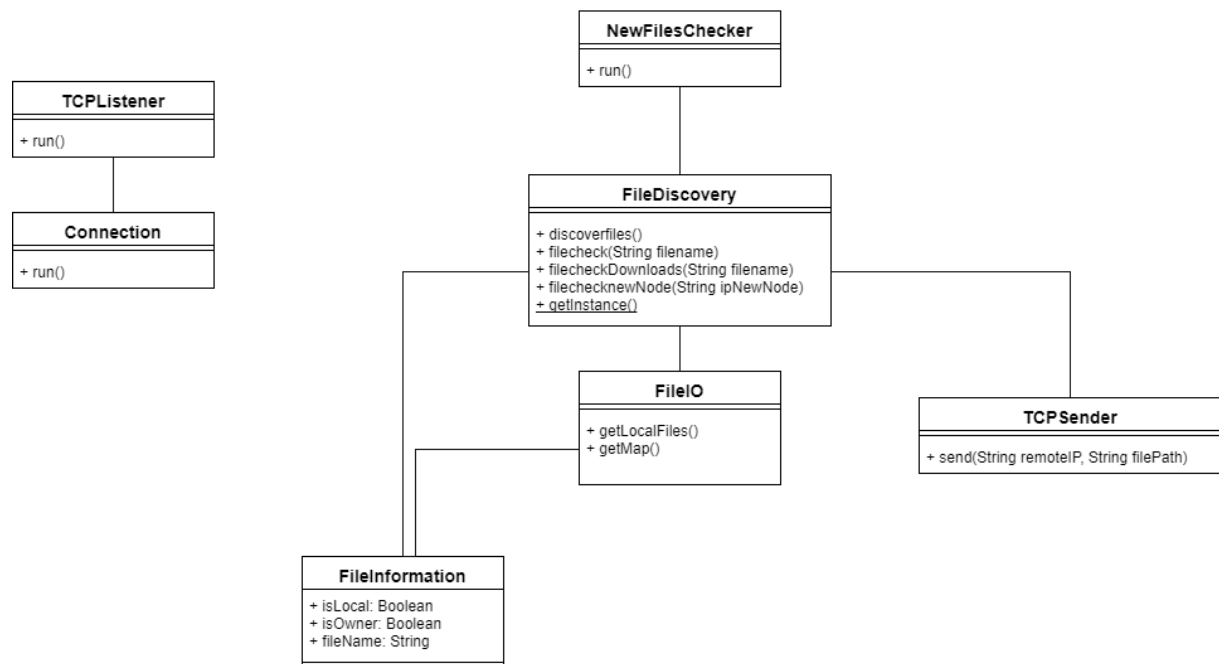 NewFilesChecker
+ run()
TCPListener
+ run()
Connection
+ run()
FileDiscovery
+ discoverfiles()
+ filecheck(String filename)
+ filecheckDownloads(String filename)
+ filechecknewNode(String ipNewNode)
+ getInstance()
FileIO
+ getLocalFiles()
+ getMap()
TCPSender
+ send(String remoteIP, String filePath)
FileInformation
+ isLocal: Boolean
+ isOwner: Boolean
+ fileName: String